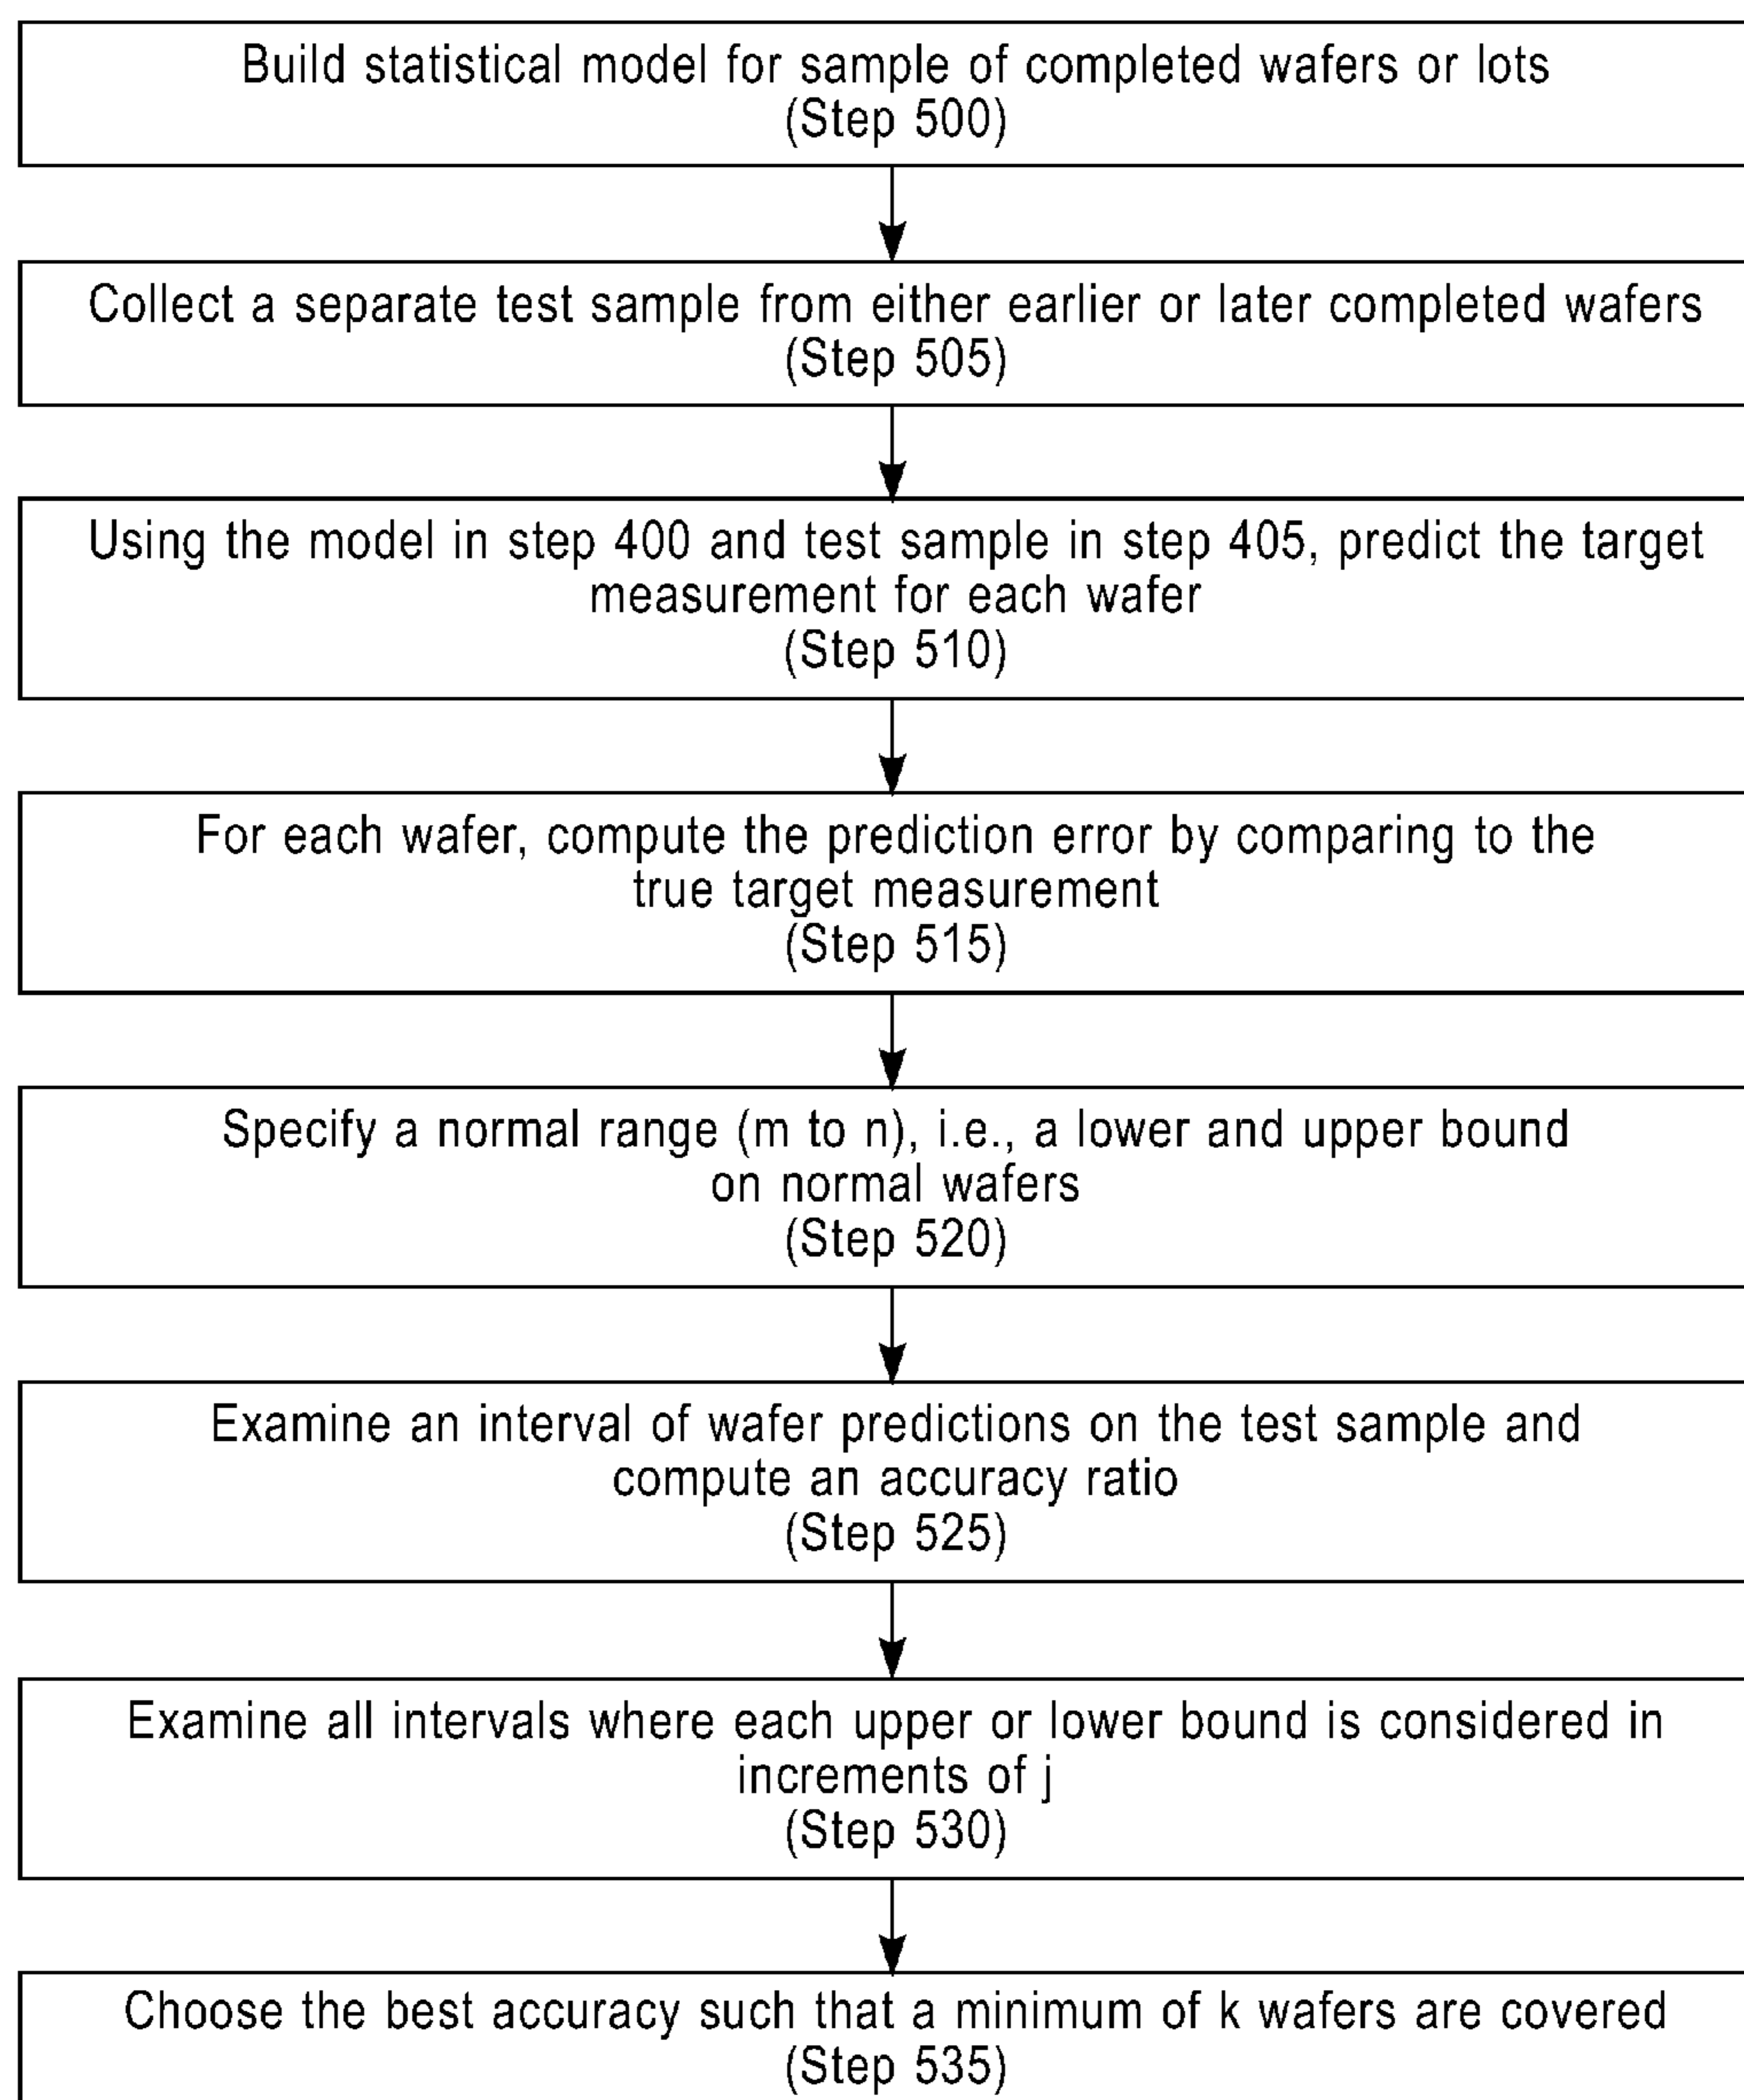 Build statistical model for sample of completed wafers or lots
(Step 500)
Collect a separate test sample from either earlier or later completed wafers
(Step 505)
Using the model in step 400 and test sample in step 405, predict the target
measurement for each wafer
(Step 510)
For each wafer, compute the prediction error by comparing to the
true target measurement
(Step 515)
Specify a normal range (m to n), i.e., a lower and upper bound
on normal wafers
(Step 520)
Examine an interval of wafer predictions on the test sample and
compute an accuracy ratio
(Step 525)
Examine all intervals where each upper or lower bound is considered in
increments of j
(Step 530)
Choose the best accuracy such that a minimum of k wafers are covered
(Step 535)